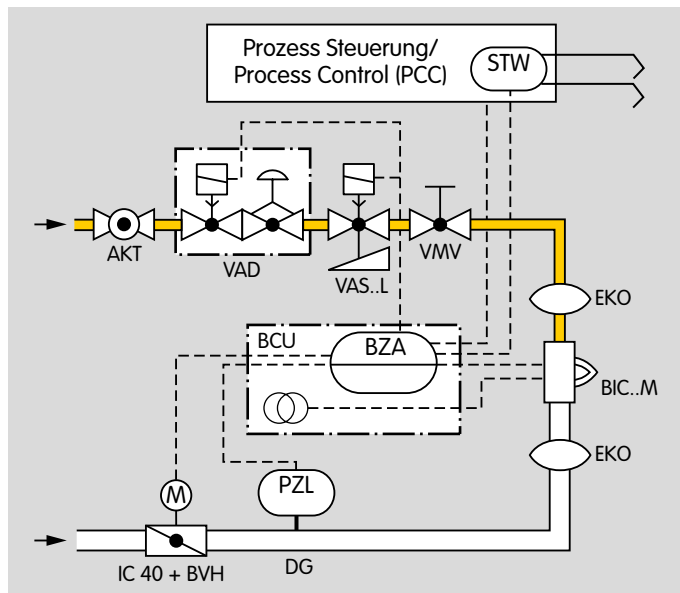 Prozess Steuerung/
Process Control (PCC)
STW
AKT
VAD
VAS..L
VMV
EKO
BCU
BZA
BIC..M
EKO
PZL
M
IC 40 + BVH
DG